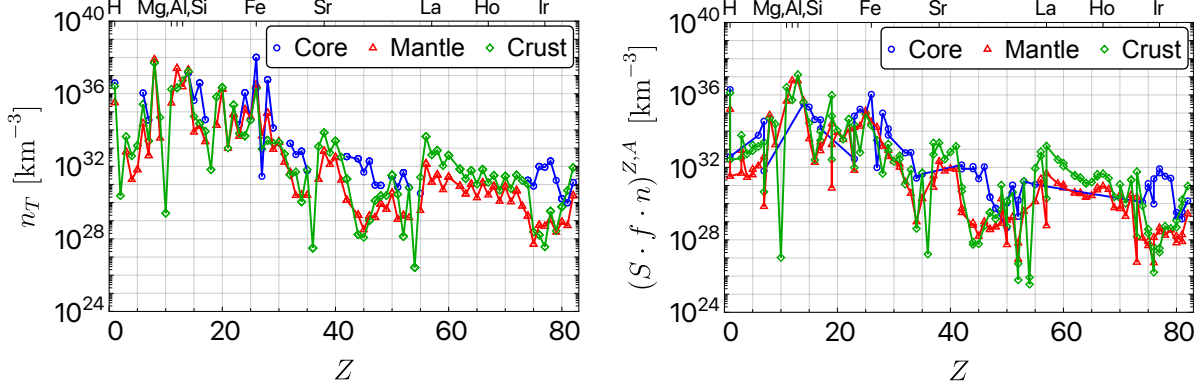 H Mg,Al,Si Fe Sr La Ho Ir
10^40
Core Mantle Crust
10^36
10^32
10^28
10^24
n_T [km^−3]
0 20 40 60 80
Z
H Mg,Al,Si Fe Sr La Ho Ir
10^40
Core Mantle Crust
10^36
10^32
10^28
10^24
(S · f · n)^Z,A [km^−3]
0 20 40 60 80
Z